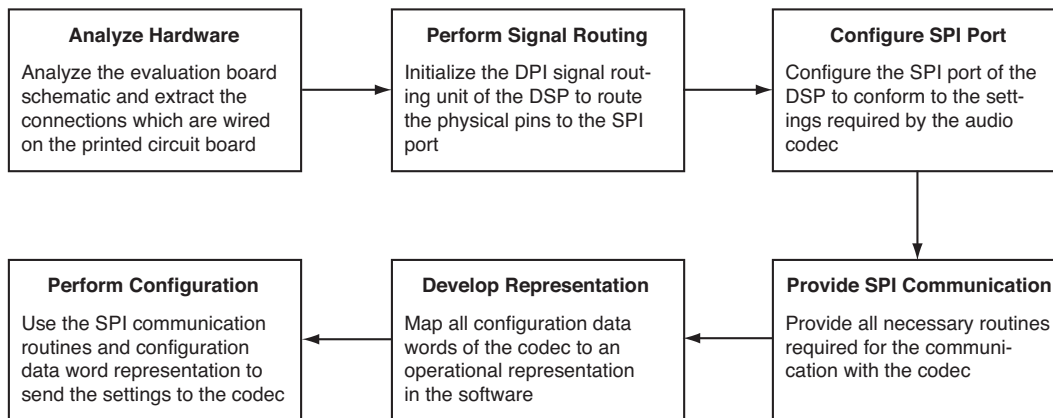 Analyze Hardware
Analyze the evaluation board
schematic and extract the
connections which are wired
on the printed circuit board
Perform Signal Routing
Initialize the DPI signal rout-
ing unit of the DSP to route
the physical pins to the SPI
port
Configure SPI Port
Configure the SPI port of the
DSP to conform to the set-
tings required by the audio
codec
Provide SPI Communication
Provide all necessary routines
required for the communi-
cation with the codec
Develop Representation
Map all configuration data
words of the codec to an
operational representation
in the software
Perform Configuration
Use the SPI communication
routines and configuration
data word representation to
send the settings to the codec